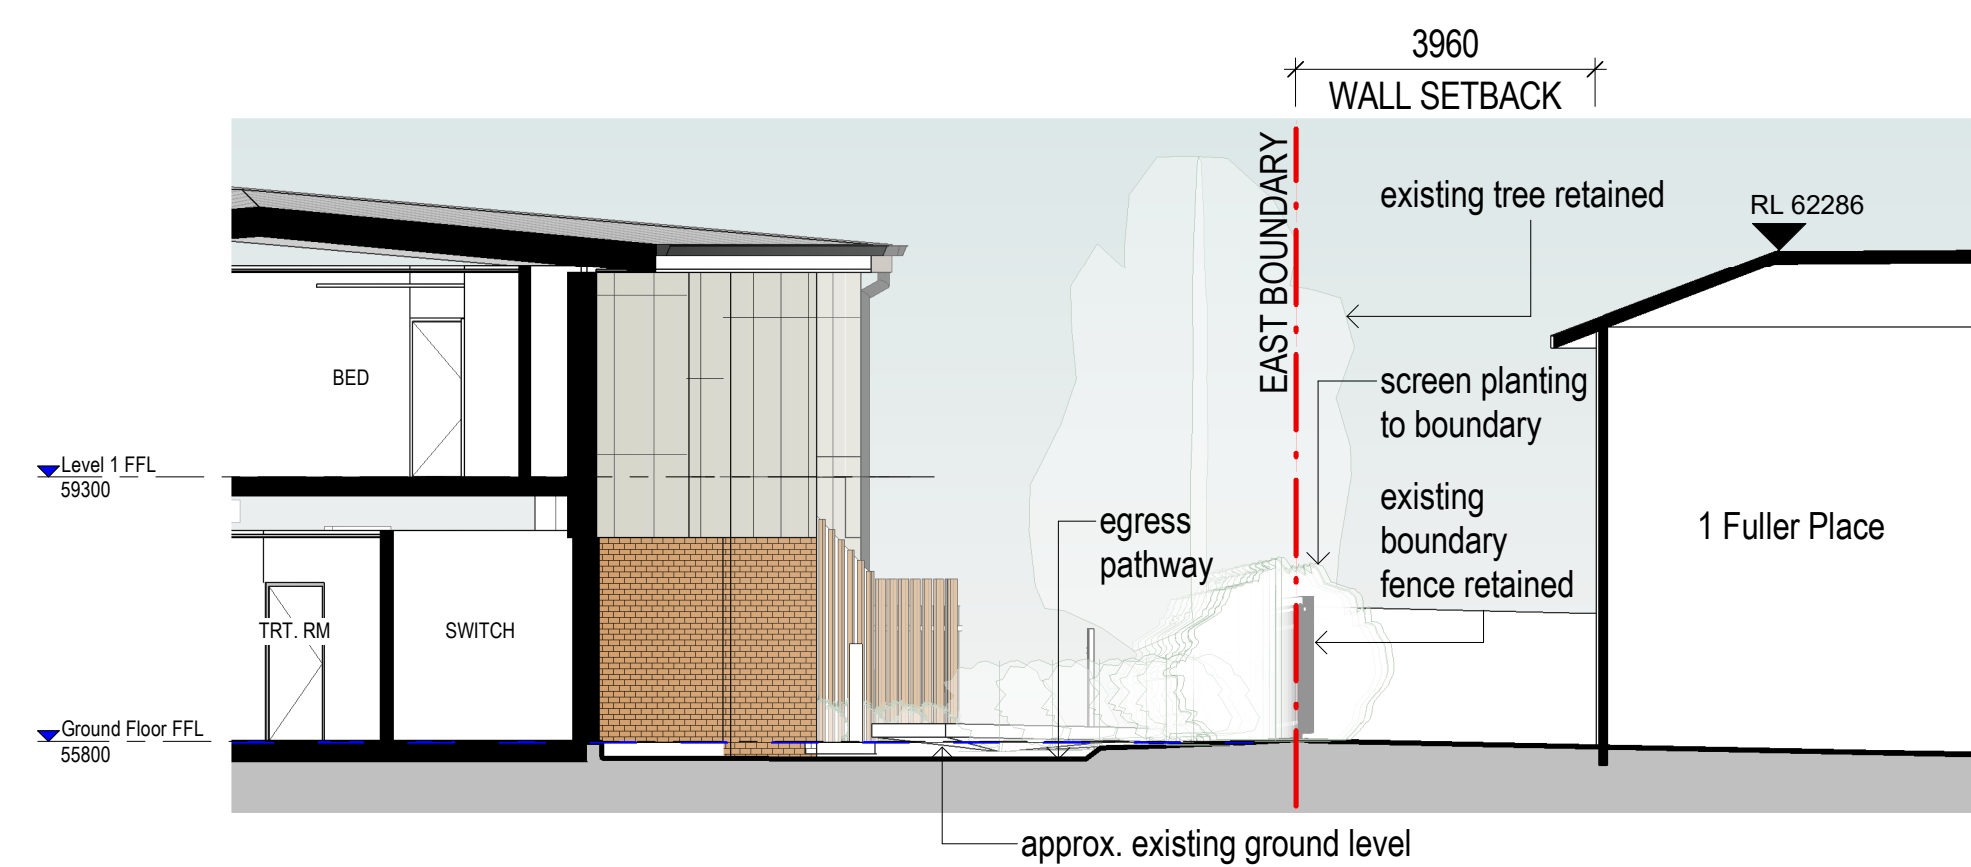 3960
WALL SETBACK
EAST BOUNDARY
existing tree retained
RL 62286
screen planting
to boundary
BED
Level 1 FFL
59300
existing
boundary
fence retained
egress
pathway
1 Fuller Place
TRT. RM
SWITCH
Ground Floor FFL
55800
approx. existing ground level